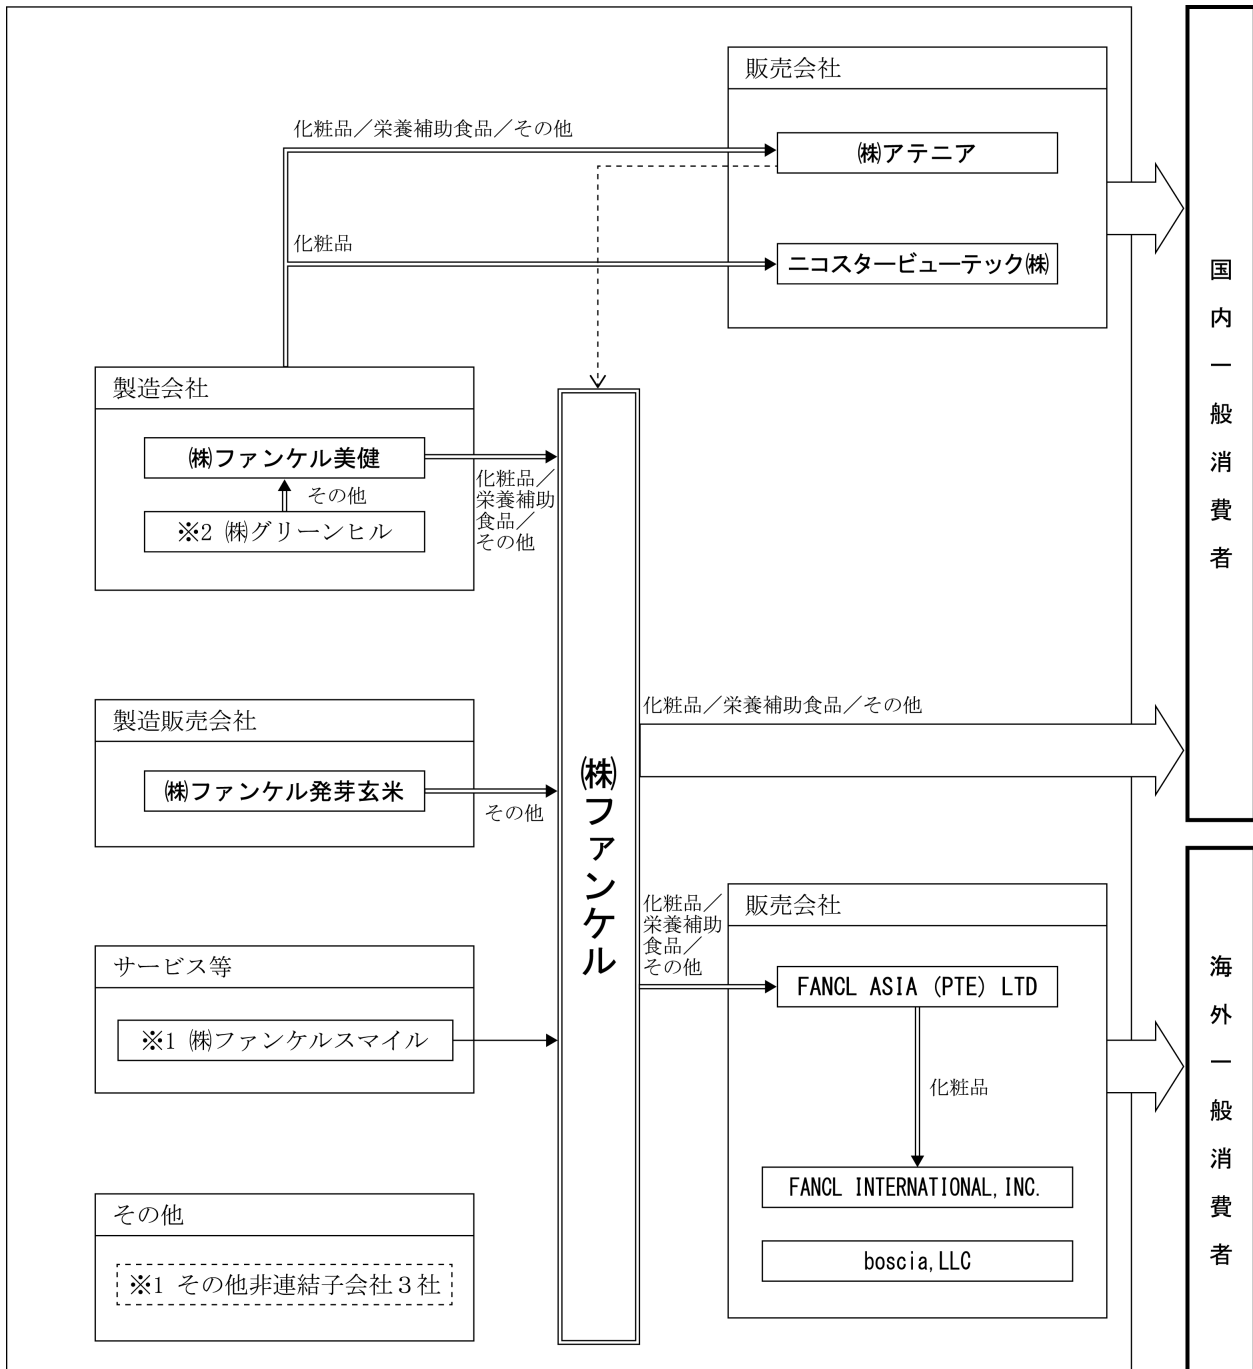 販売会社
化粧品／栄養補助食品／その他
㈱アテニア
化粧品
ニコスタービューテック㈱
国内一般消費者
製造会社
㈱ファンケル美健
その他
※2 ㈱グリーンヒル
化粧品／
栄養補助
食品／
その他
㈱ファンケル
化粧品／栄養補助食品／その他
製造販売会社
㈱ファンケル発芽玄米
その他
化粧品／
栄養補助
食品／
その他
販売会社
FANCL ASIA (PTE) LTD
化粧品
FANCL INTERNATIONAL, INC.
boscia, LLC
海外一般消費者
サービス等
※1 ㈱ファンケルスマイル
その他
※1 その他非連結子会社３社